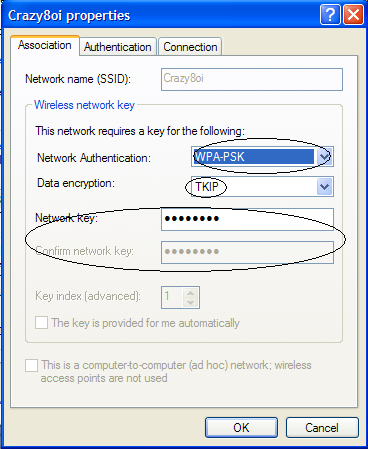 Crazy8oi properties
Association Authentication Connection
Network name (SSID): Crazy8oi
Wireless network key
This network requires a key for the following:
Network Authentication: WPA-PSK
Data encryption: TKIP
Network key: ●●●●●●●●
Confirm network key: ●●●●●●●●
Key index (advanced): 1
The key is provided for me automatically
This is a computer-to-computer (ad hoc) network; wireless
access points are not used
OK Cancel